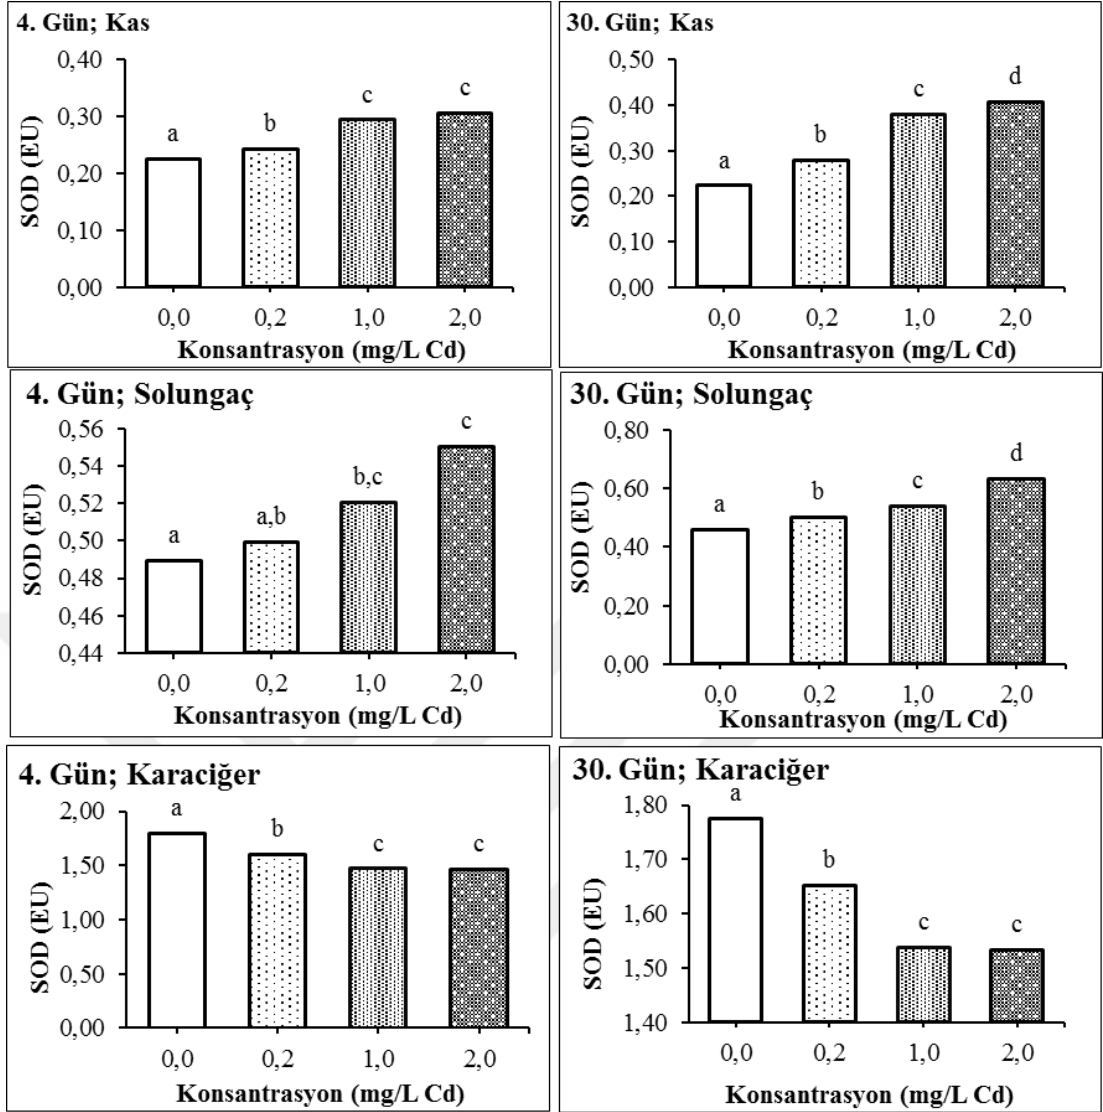 4. Gün; Kas
0,40
0,30
0,20
0,10
0,00
SOD (EU)
a
b
c
c
0,0
0,2
1,0
2,0
Konsantrasyon (mg/L Cd)
30. Gün; Kas
0,50
0,40
0,30
0,20
0,10
0,00
SOD (EU)
a
b
c
d
0,0
0,2
1,0
2,0
Konsantrasyon (mg/L Cd)
4. Gün; Solungaç
0,56
0,54
0,52
0,50
0,48
0,46
0,44
SOD (EU)
a
a,b
b,c
c
0,0
0,2
1,0
2,0
Konsantrasyon (mg/L Cd)
30. Gün; Solungaç
0,80
0,60
0,40
0,20
0,00
SOD (EU)
a
b
c
d
0,0
0,2
1,0
2,0
Konsantrasyon (mg/L Cd)
4. Gün; Karaciğer
2,00
1,50
1,00
0,50
0,00
SOD (EU)
a
b
c
c
0,0
0,2
1,0
2,0
Konsantrasyon (mg/L Cd)
30. Gün; Karaciğer
1,80
1,70
1,60
1,50
1,40
SOD (EU)
a
b
c
c
0,0
0,2
1,0
2,0
Konsantrasyon (mg/L Cd)